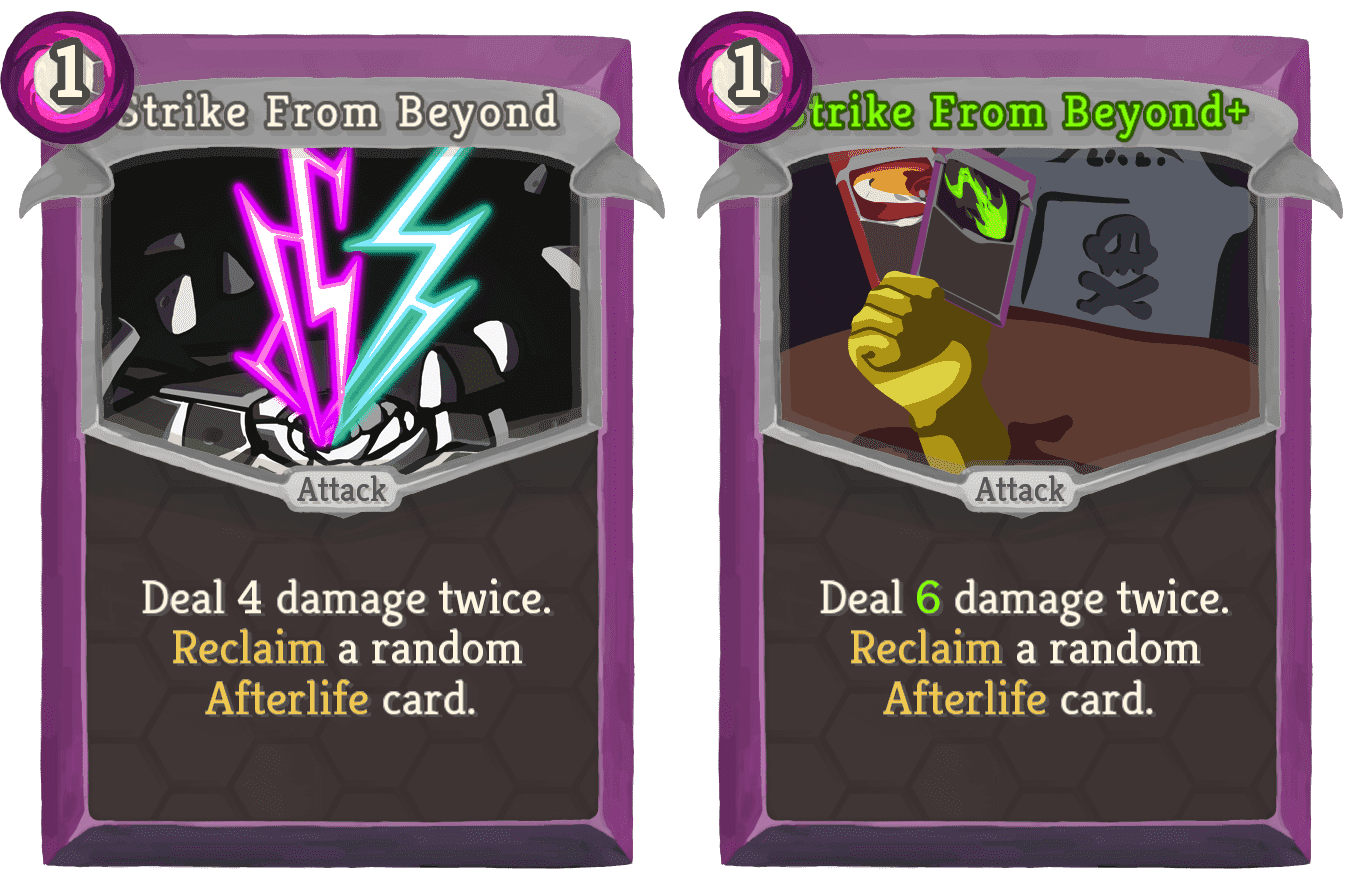 1
Strike From Beyond
Attack
Deal 4 damage twice.
Reclaim a random
Afterlife card.
1
Strike From Beyond+
Attack
Deal 6 damage twice.
Reclaim a random
Afterlife card.